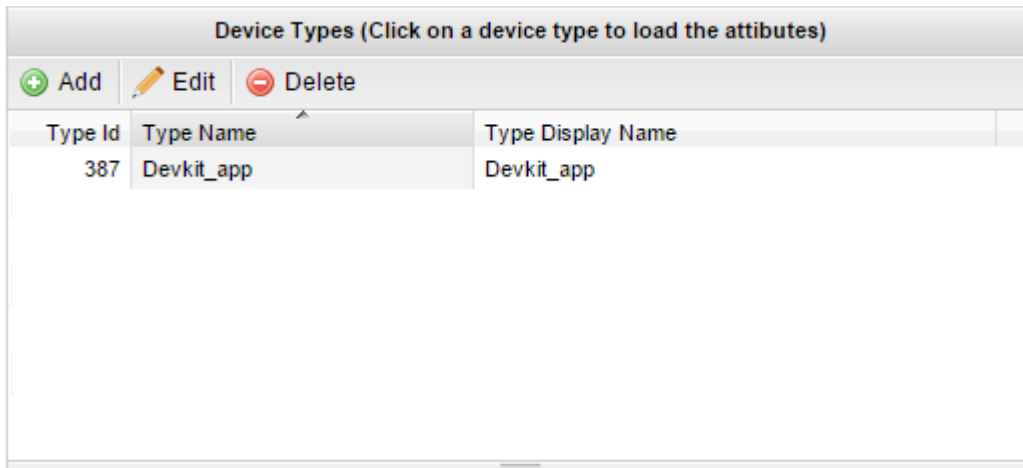 Device Types (Click on a device type to load the attibutes)
Add Edit Delete
Type Id Type Name Type Display Name
387 Devkit_app Devkit_app